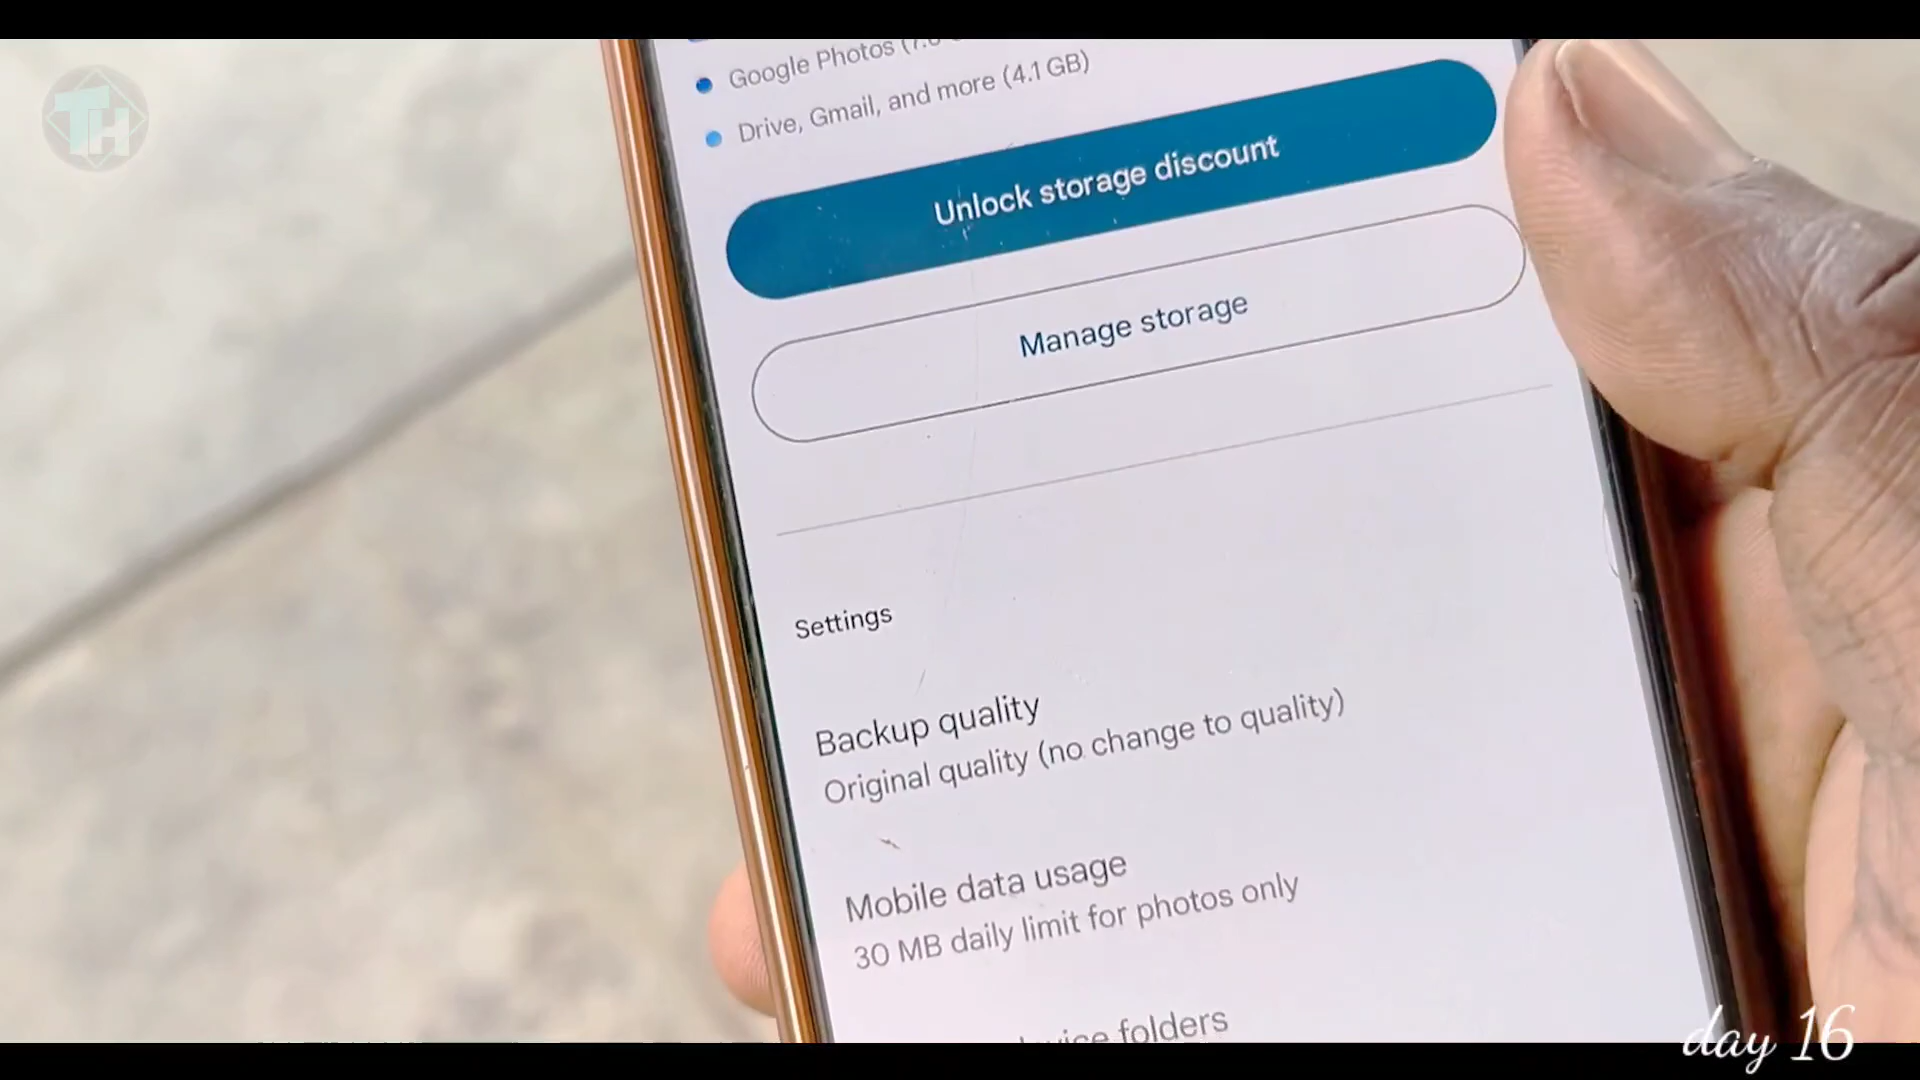 TH
Google Photos
Drive, Gmail, and more (4.1 GB)
Unlock storage discount
Manage storage
Settings
Backup quality
Original quality (no change to quality)
Mobile data usage
30 MB daily limit for photos only
folders
day 16